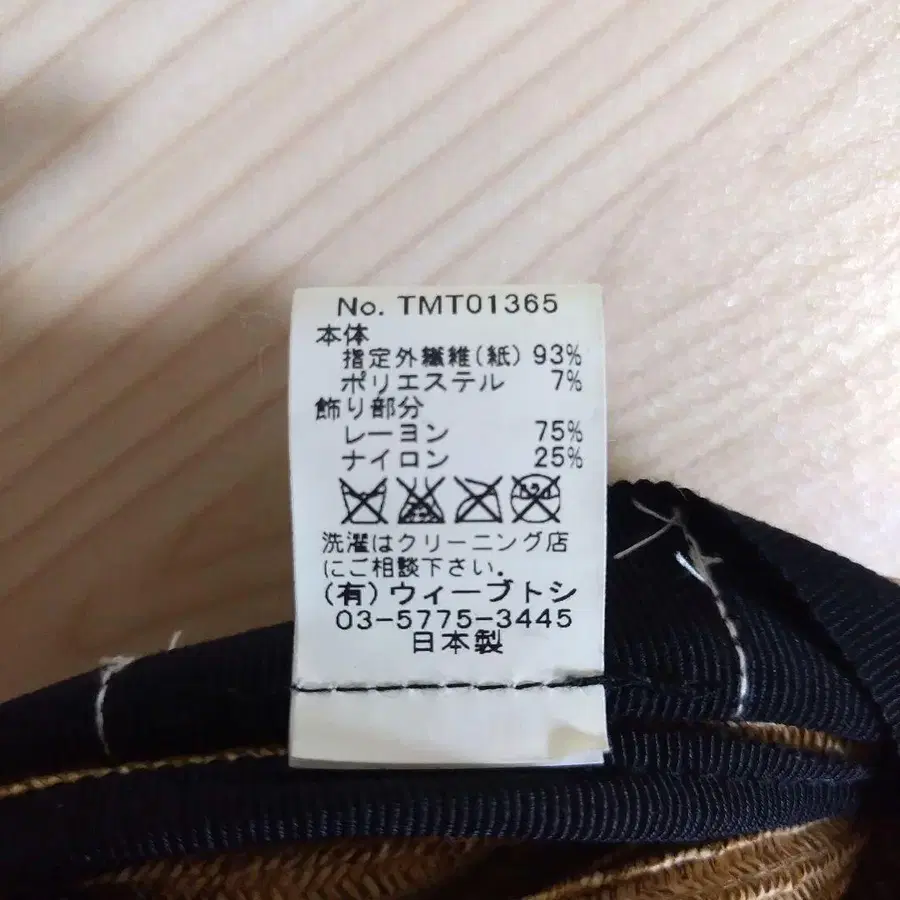 No. TMT01365
本体
指定外繊維(紙) 93%
ポリエステル 7%
飾り部分
レーヨン 75%
ナイロン 25%
洗濯はクリーニング店
にご相談下さい.
(有)ウィーブトシ
03-5775-3445
日本製